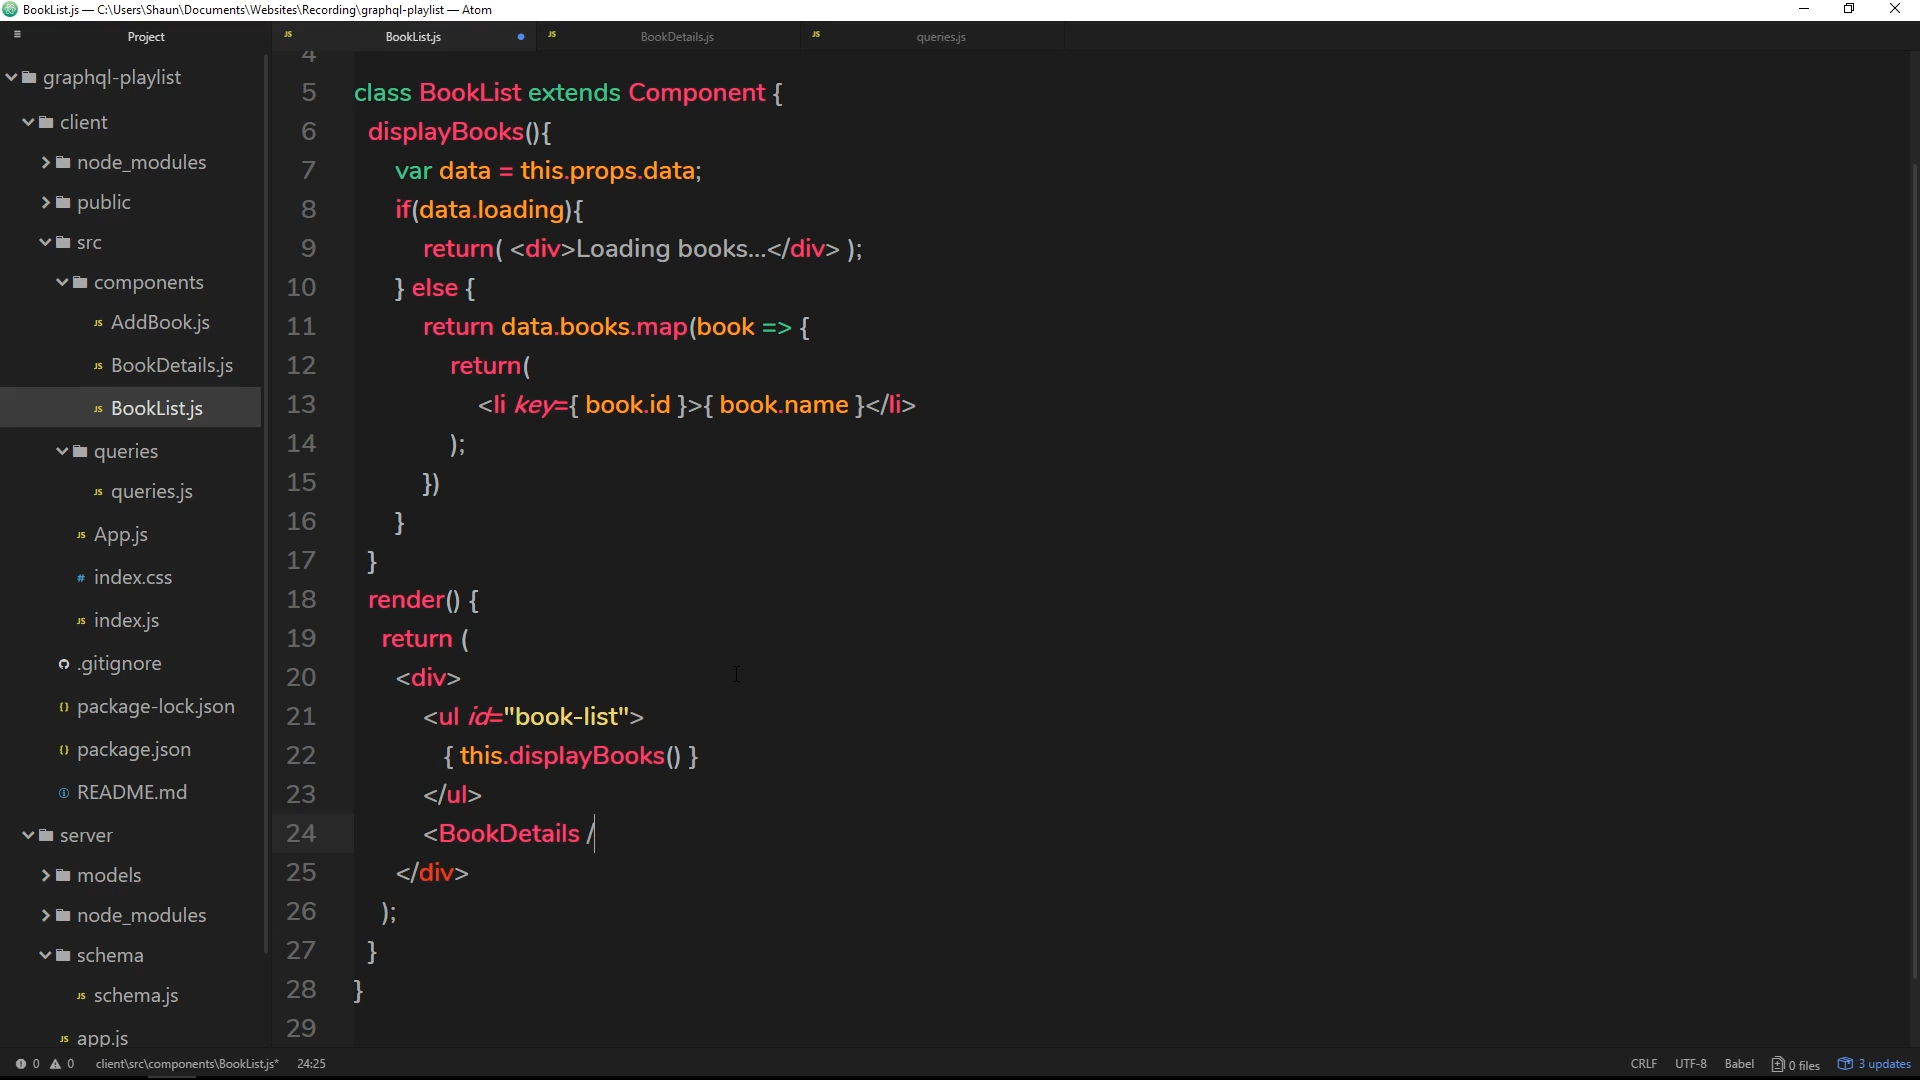 BookList.js — C:\Users\Shaun\Documents\Websites\Recording\graphql-playlist — Atom
Project
BookList.js
BookDetails.js
queries.js
graphql-playlist
client
node_modules
public
src
components
AddBook.js
BookDetails.js
BookList.js
queries
queries.js
App.js
index.css
index.js
.gitignore
package-lock.json
package.json
README.md
server
models
node_modules
schema
schema.js
app.js
4
5 class BookList extends Component {
6 displayBooks(){
7 var data = this.props.data;
8 if(data.loading){
9 return( <div>Loading books...</div> );
10 } else {
11 return data.books.map(book => {
12 return(
13 <li key={ book.id }>{ book.name }</li>
14 );
15 })
16 }
17 }
18 render() {
19 return (
20 <div>
21 <ul id="book-list">
22 { this.displayBooks() }
23 </ul>
24 <BookDetails /
25 </div>
26 );
27 }
28 }
29
0 0 client\src\components\BookList.js* 24:25 CRLF UTF-8 Babel 0 files 3 updates